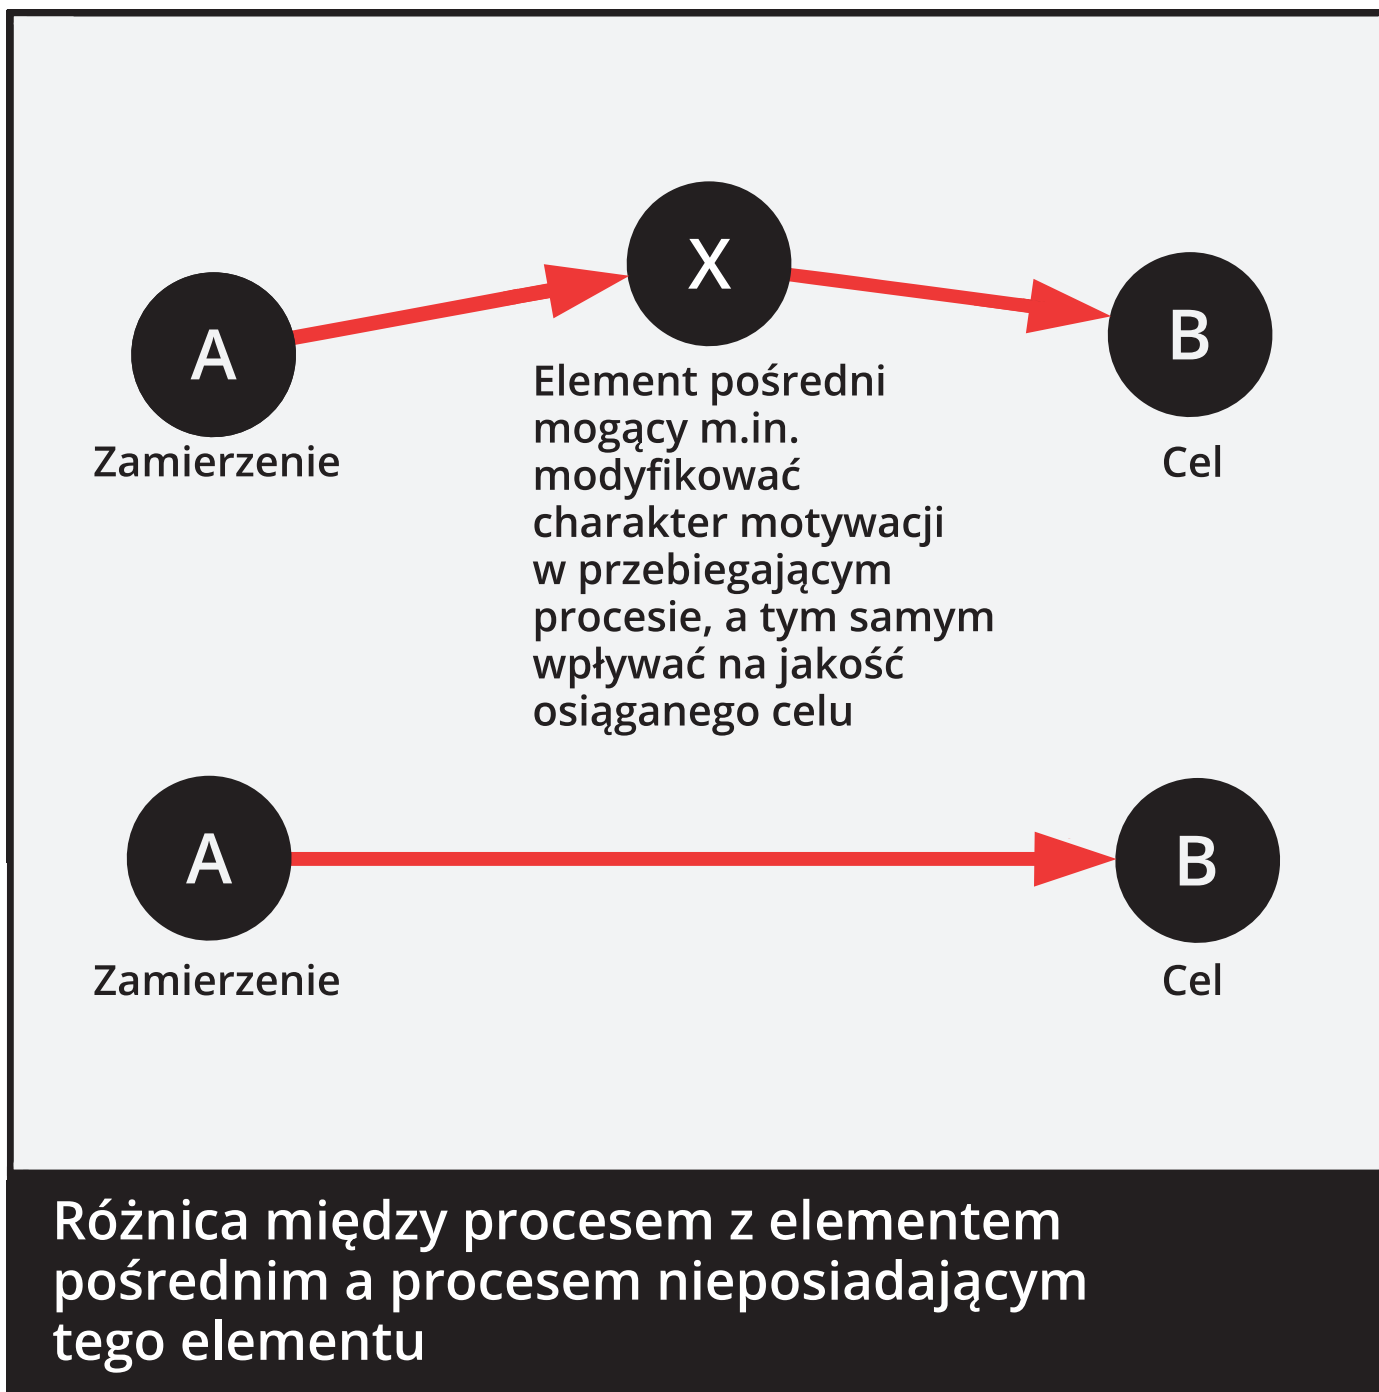 A
X
B
Zamierzenie
Element pośredni
mogący m.in.
modyfikować
charakter motywacji
w przebiegającym
procesie, a tym samym
wpływać na jakość
osiąganego celu
Cel
A
B
Zamierzenie
Cel
Różnica między procesem z elementem
pośrednim a procesem nieposiadającym
tego elementu